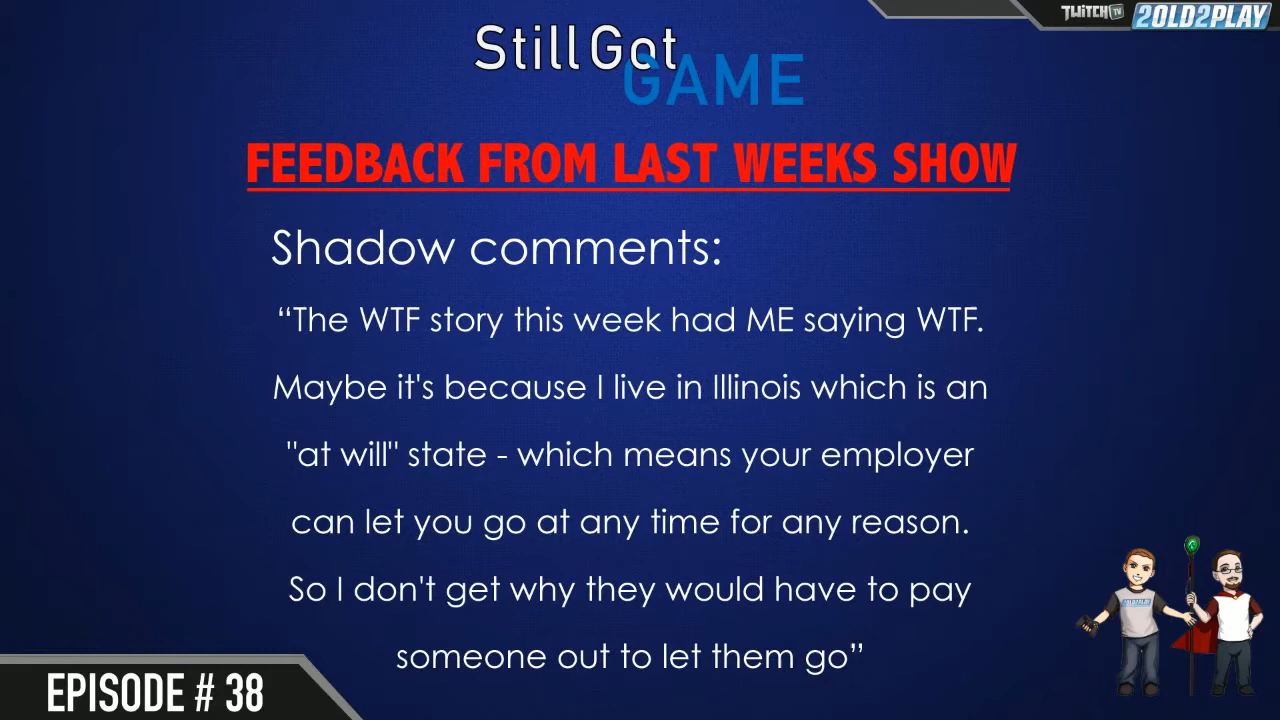 TWITCH TV 2OLD2PLAY
Still Got
GAME
FEEDBACK FROM LAST WEEKS SHOW
Shadow comments:
“The WTF story this week had ME saying WTF.
Maybe it's because I live in Illinois which is an
"at will" state - which means your employer
can let you go at any time for any reason.
So I don't get why they would have to pay
someone out to let them go”
2OLD2PLAY
EPISODE # 38